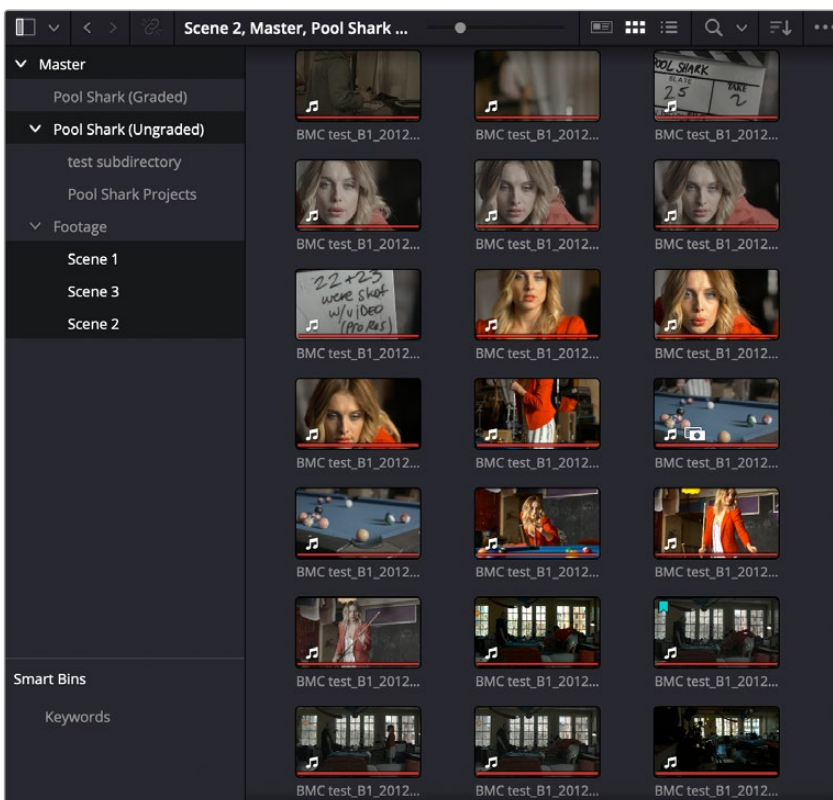 Scene 2, Master, Pool Shark ...
Master
Pool Shark (Graded)
Pool Shark (Ungraded)
test subdirectory
Pool Shark Projects
Footage
Scene 1
Scene 3
Scene 2
Smart Bins
Keywords
POOL SHARK
SLATE
TAKE
25
2
BMC test_B1_2012... BMC test_B1_2012... BMC test_B1_2012...
BMC test_B1_2012... BMC test_B1_2012... BMC test_B1_2012...
22 + 23
were shot
w/ViDEO
(ProRes)
BMC test_B1_2012... BMC test_B1_2012... BMC test_B1_2012...
BMC test_B1_2012... BMC test_B1_2012... BMC test_B1_2012...
BMC test_B1_2012... BMC test_B1_2012... BMC test_B1_2012...
BMC test_B1_2012... BMC test_B1_2012... BMC test_B1_2012...
BMC test_B1_2012... BMC test_B1_2012... BMC test_B1_2012...